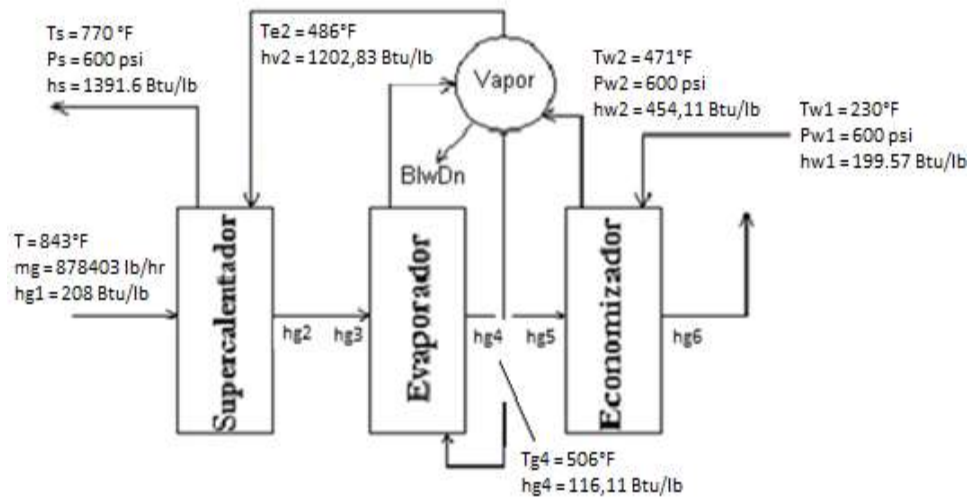 Ts = 770 °F
Ps = 600 psi
hs = 1391.6 Btu/lb
Te2 = 486°F
hv2 = 1202,83 Btu/Lb
Vapor
Tw2 = 471°F
Pw2 = 600 psi
hw2 = 454,11 Btu/Lb
Tw1 = 230°F
Pw1 = 600 psi
hw1 = 199.57 Btu/Lb
BlwDn
T = 843°F
mg = 878403 lb/hr
hg1 = 208 Btu/lb
Supercalentador
hg2
hg3
Evaporador
hg4
hg5
Economizador
hg6
Tg4 = 506°F
hg4 = 116,11 Btu/Lb